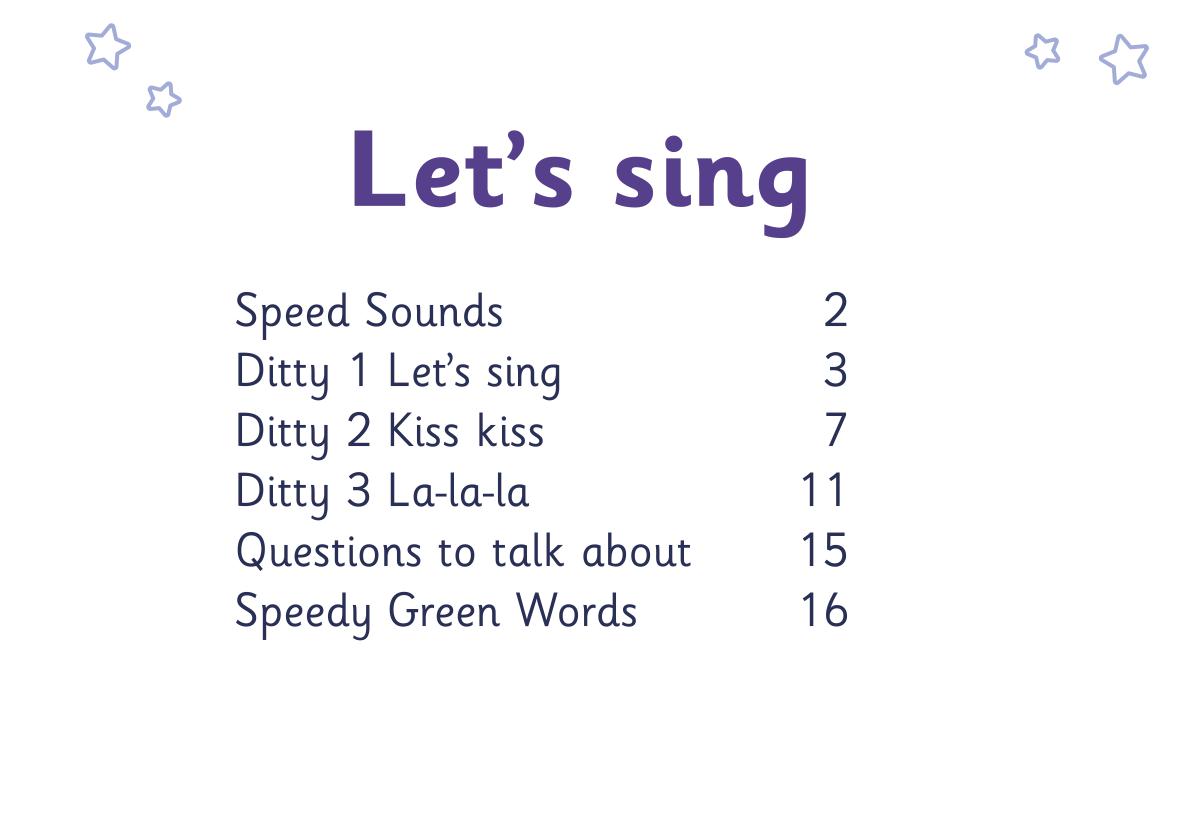 Let’s sing
Speed Sounds 2
Ditty 1 Let’s sing 3
Ditty 2 Kiss kiss 7
Ditty 3 La-la-la 11
Questions to talk about 15
Speedy Green Words 16